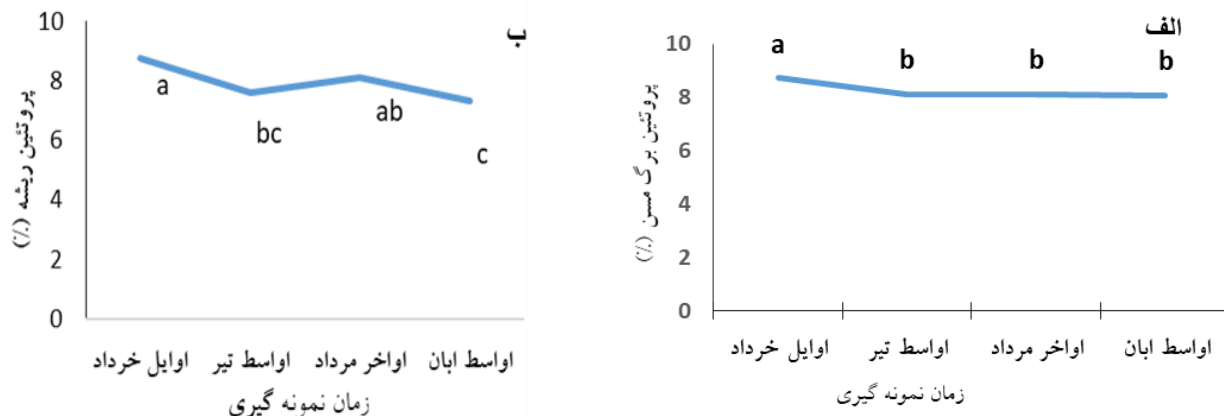 الف
a
b
b
b
10
8
6
4
2
0
پروتئین برگ مسن (٪)
اوایل خرداد
اواسط تیر
اواخر مرداد
اواسط ابان
زمان نمونه گیری
ب
10
8
6
4
2
0
a
bc
ab
c
پروتئین ریشه (٪)
اوایل خرداد
اواسط تیر
اواخر مرداد
اواسط ابان
زمان نمونه گیری